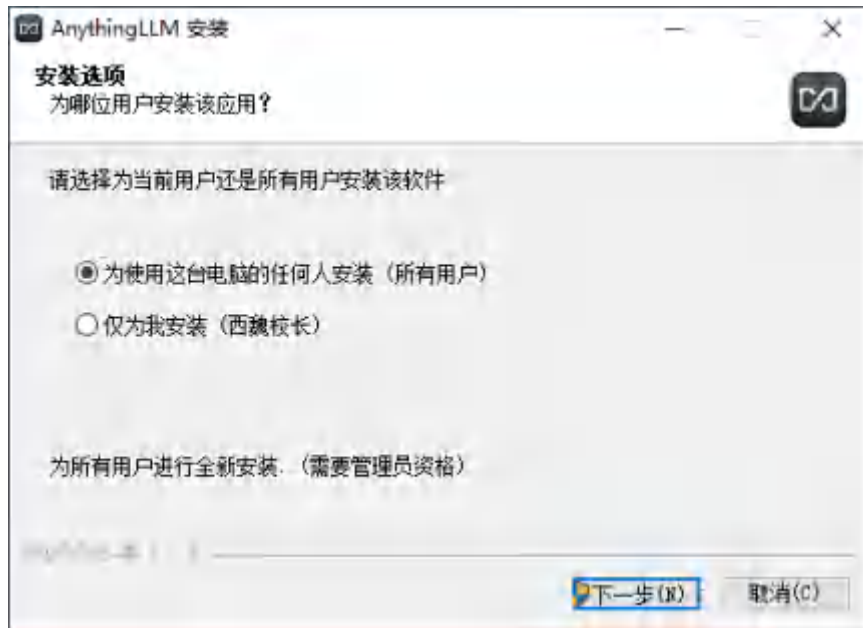 AnythingLLM 安装
安装选项
为哪位用户安装该应用？
请选择为当前用户还是所有用户安装该软件
为使用这台电脑的任何人安装（所有用户）
仅为我安装（西魏校长）
为所有用户进行全新安装.（需要管理员资格）
下一步(N)
取消(C)